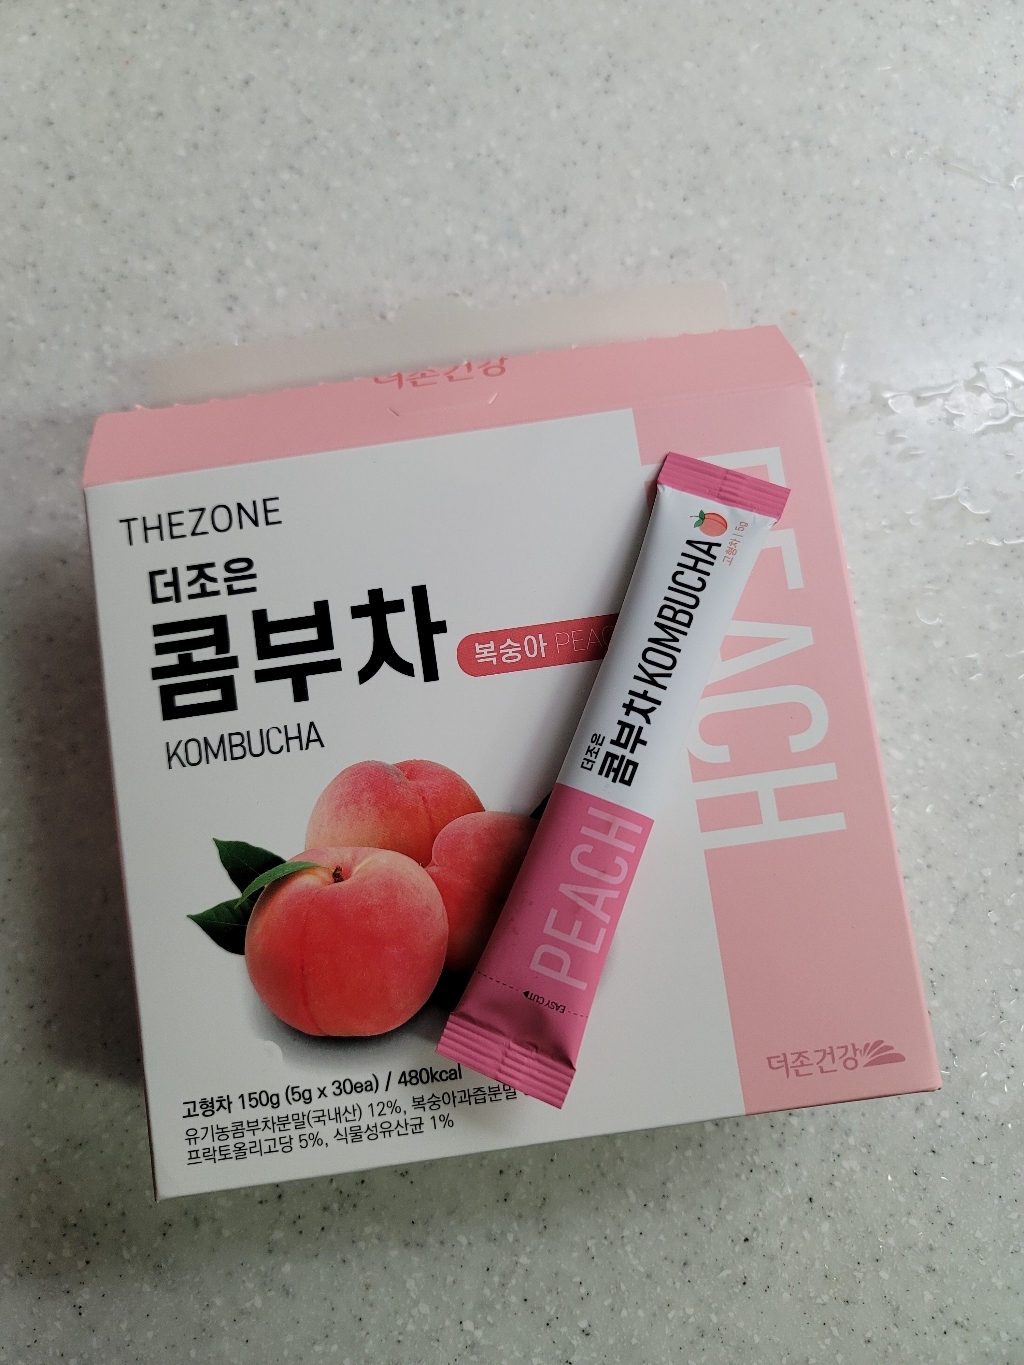 더존건강
THEZONE
더조은
콤부차
복숭아 PEAC
KOMBUCHA
PEACH
고형차 150g (5g x 30ea) / 480kcal
유기농콤부차분말(국내산) 12%, 복숭아과즙분말
프락토올리고당 5%, 식물성유산균 1%
더존건강
더조은
콤부차 KOMBUCHA
고형차 | 5g
PEACH
EASY CUT